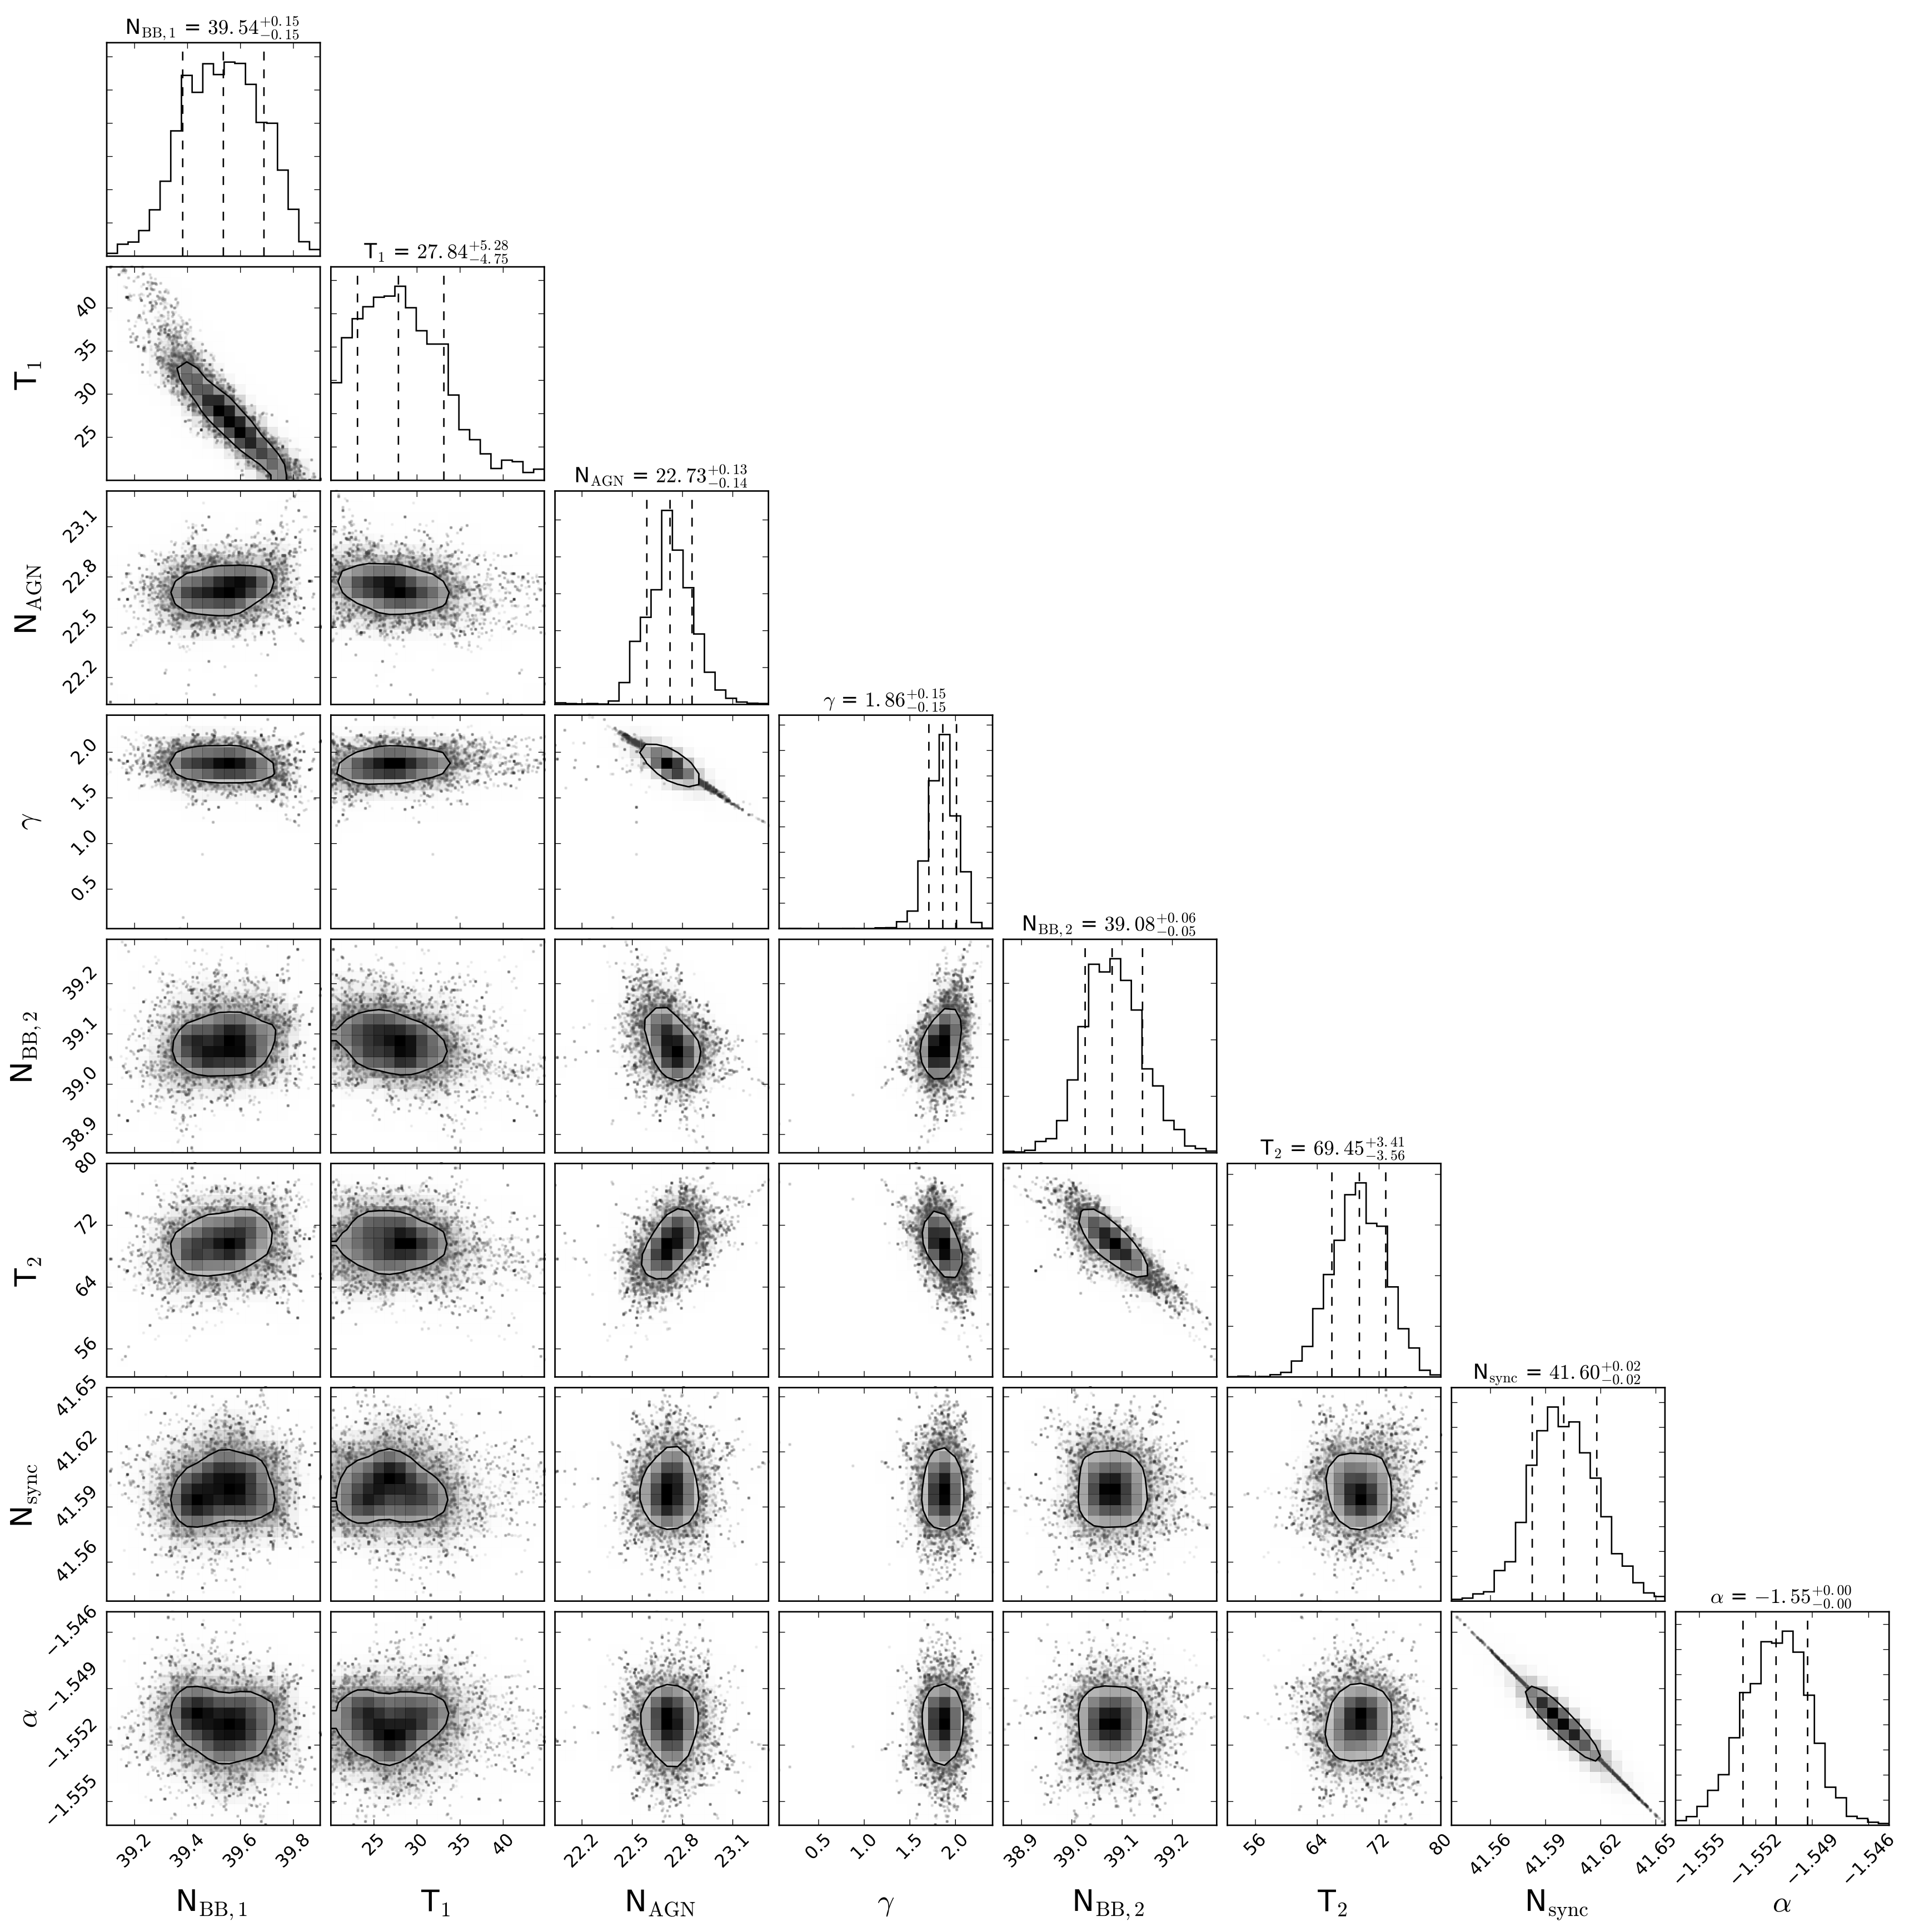 N_BB,1 = 39.54^{+0.15}_{-0.15}
T_1 = 27.84^{+5.28}_{-4.75}
40
35
30
25
T_1
N_AGN = 22.73^{+0.13}_{-0.14}
23.1
22.8
22.5
22.2
N_AGN
γ = 1.86^{+0.15}_{-0.15}
2.0
1.5
1.0
0.5
γ
N_BB,2 = 39.08^{+0.06}_{-0.05}
39.2
39.1
39.0
38.9
N_BB,2
T_2 = 69.45^{+3.41}_{-3.56}
80
72
64
56
T_2
N_sync = 41.60^{+0.02}_{-0.02}
41.65
41.62
41.59
41.56
N_sync
α = −1.55^{+0.00}_{-0.00}
−1.546
−1.549
−1.552
−1.555
α
39.2 39.4 39.6 39.8 25 30 35 40 22.2 22.5 22.8 23.1 0.5 1.0 1.5 2.0 38.9 39.0 39.1 39.2 56 64 72 80 41.56 41.59 41.62 41.65 −1.555 −1.552 −1.549 −1.546
N_BB,1 T_1 N_AGN γ N_BB,2 T_2 N_sync α